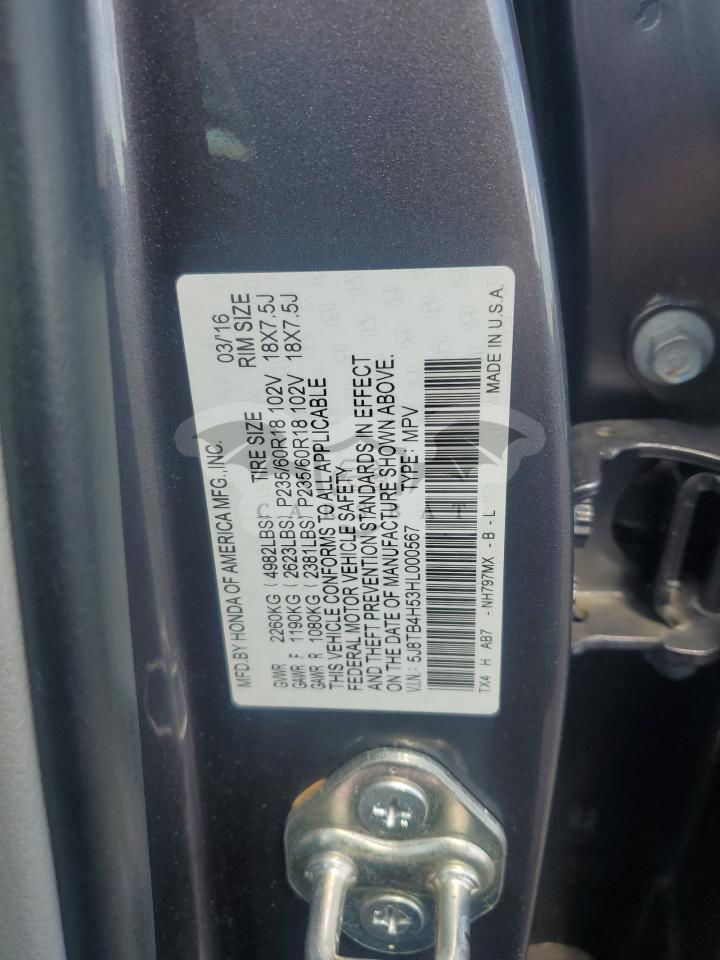 MFD.BY HONDA OF AMERICA MFG.,INC. 03/16
TIRE SIZE RIM SIZE
GVWR 2260KG (4982LBS)
GAWR F 1190KG (2623LBS) P235/60R18 102V 18X7.5J
GAWR R 1080KG (2381LBS) P235/60R18 102V 18X7.5J
THIS VEHICLE CONFORMS TO ALL APPLICABLE
FEDERAL MOTOR VEHICLE SAFETY
AND THEFT PREVENTION STANDARDS IN EFFECT
ON THE DATE OF MANUFACTURE SHOWN ABOVE.
V.I.N.: 5J8TB4H53HL000567 TYPE: MPV
TX4 H AB7 - NH797MX - B - L MADE IN U.S.A.